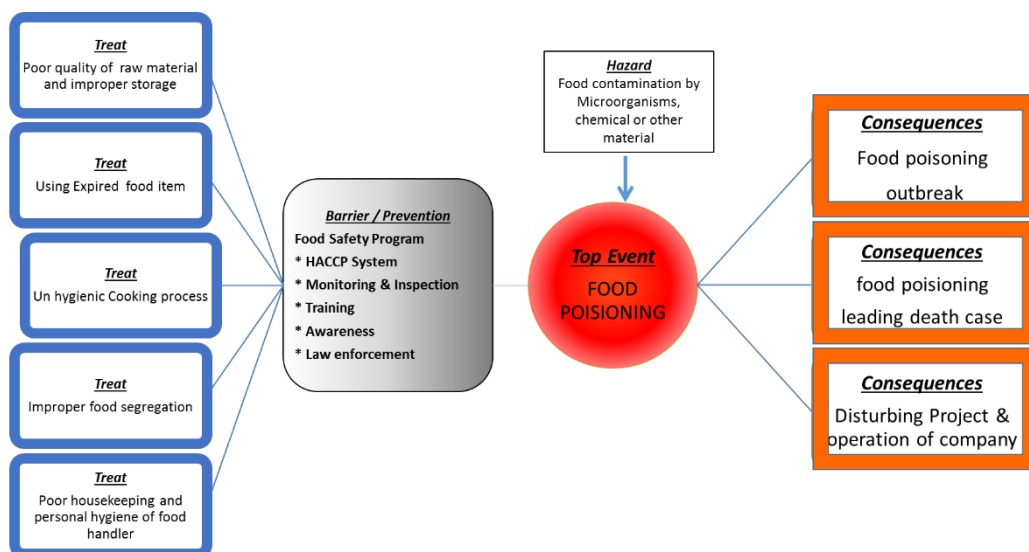 Treat
Poor quality of raw material
and improper storage
Treat
Using Expired food item
Treat
Un hygienic Cooking process
Treat
Improper food segregation
Treat
Poor housekeeping and
personal hygiene of food
handler
Barrier / Prevention
Food Safety Program
* HACCP System
* Monitoring & Inspection
* Training
* Awareness
* Law enforcement
Hazard
Food contamination by
Microorganisms,
chemical or other
material
Top Event
FOOD
POISIONING
Consequences
Food poisoning
outbreak
Consequences
food poisioning
leading death case
Consequences
Disturbing Project &
operation of company